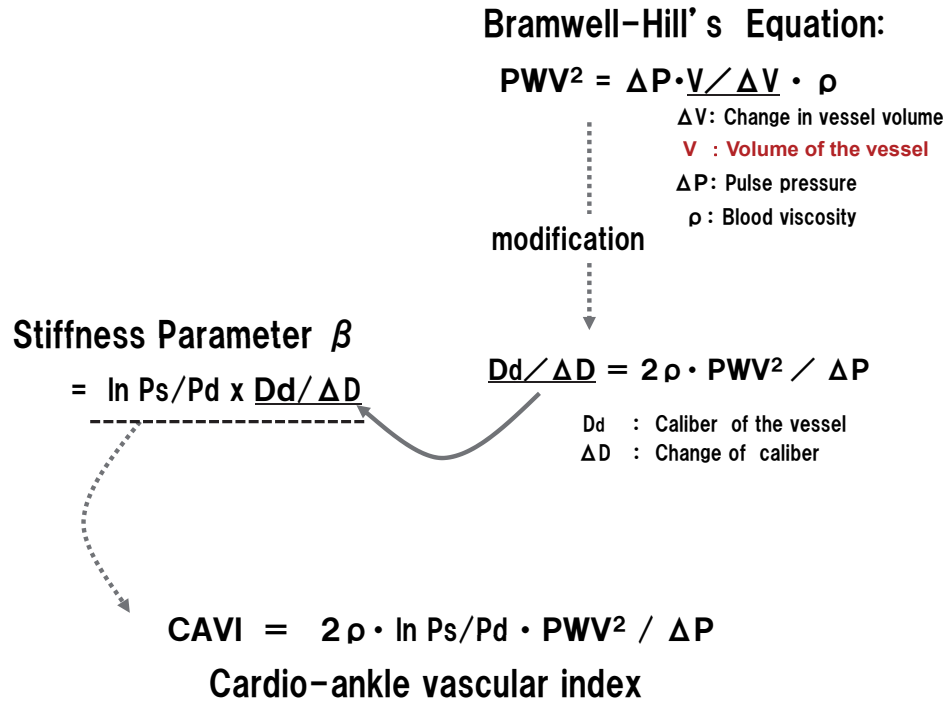 Bramwell-Hill's Equation:
PWV² = ΔP･V／ΔV ･ ρ
ΔV: Change in vessel volume
V : Volume of the vessel
ΔP: Pulse pressure
ρ: Blood viscosity
modification
Stiffness Parameter β
= ln Ps/Pd x Dd/ΔD
Dd／ΔD = 2ρ･ PWV² ／ ΔP
Dd : Caliber of the vessel
ΔD : Change of caliber
CAVI = 2ρ･ ln Ps/Pd ･ PWV² / ΔP
Cardio-ankle vascular index